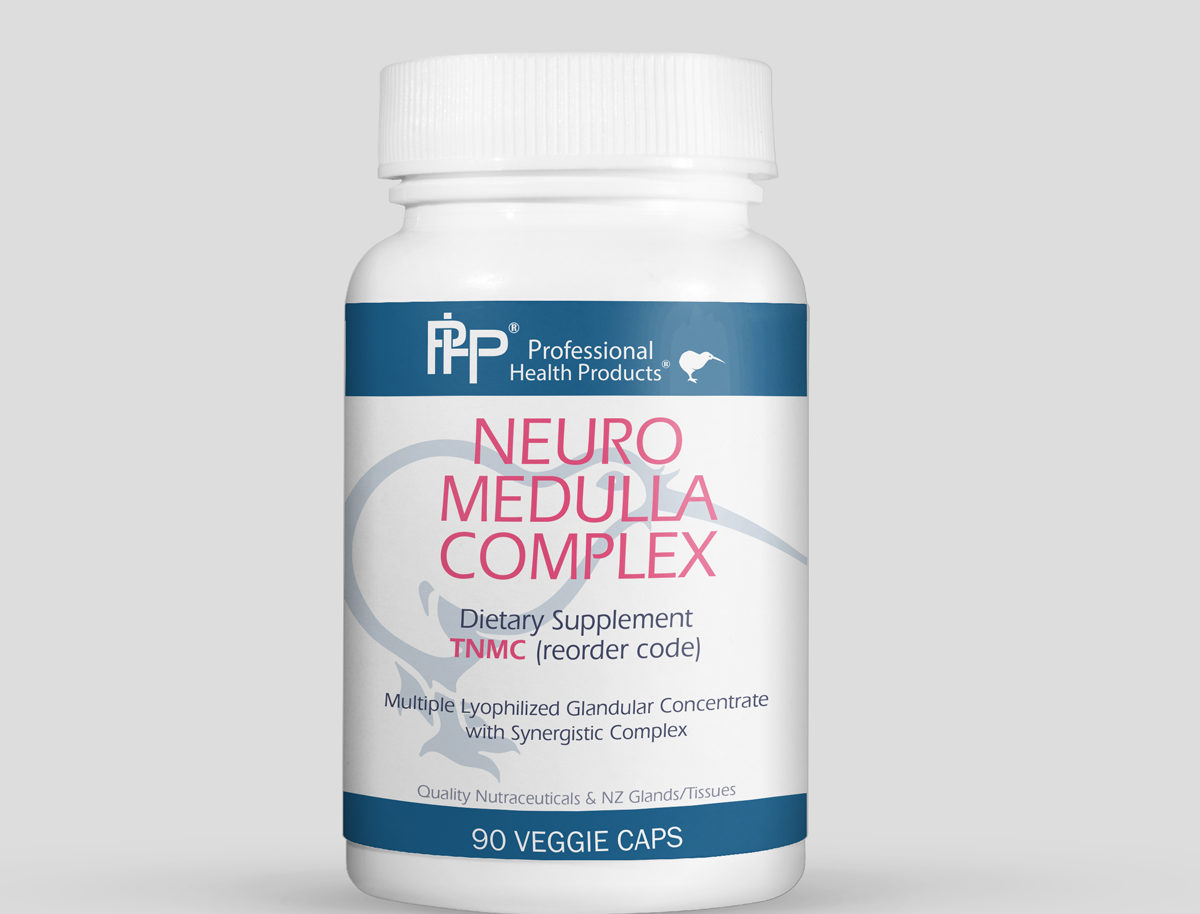 PHP®
Professional
Health Products®
NEURO
MEDULLA
COMPLEX
Dietary Supplement
TNMC (reorder code)
Multiple Lyophilized Glandular Concentrate
with Synergistic Complex
Quality Nutraceuticals & NZ Glands/Tissues
90 VEGGIE CAPS